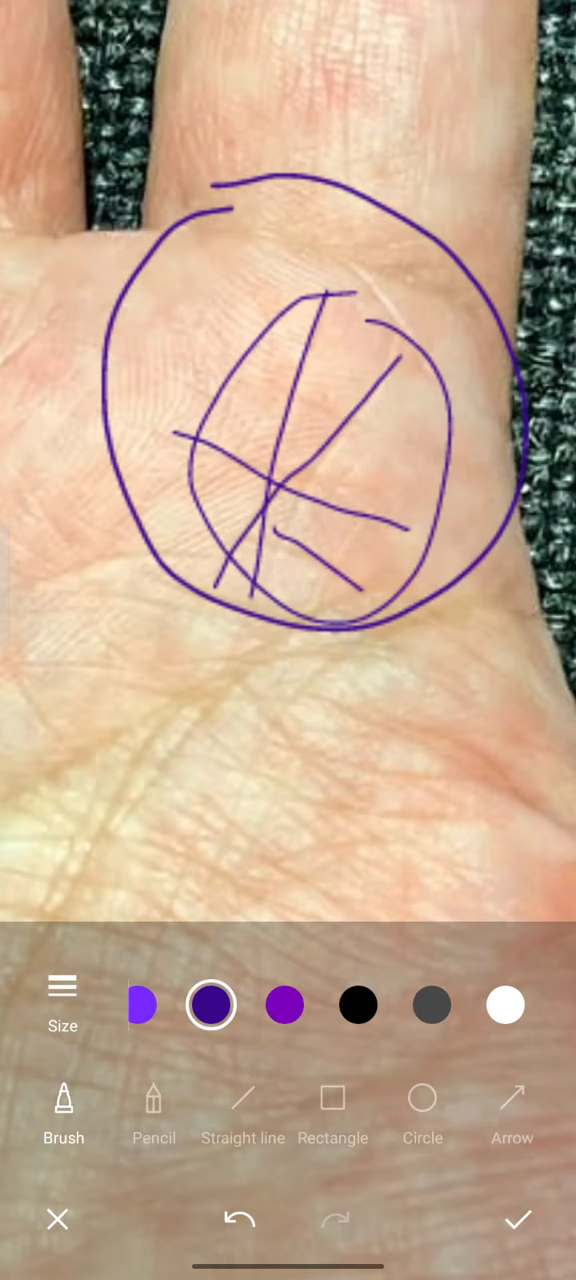 Size
Brush
Pencil
Straight line
Rectangle
Circle
Arrow